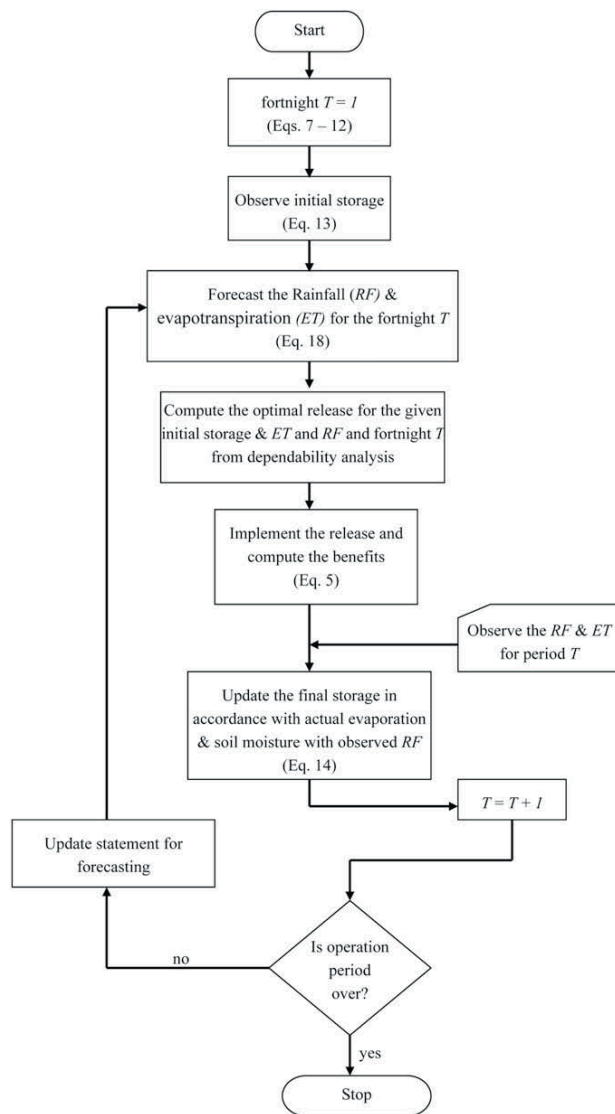 Start
fortnight T = 1
(Eqs. 7 – 12)
Observe initial storage
(Eq. 13)
Forecast the Rainfall (RF) &
evapotranspiration (ET) for the fortnight T
(Eq. 18)
Compute the optimal release for the given
initial storage & ET and RF and fortnight T
from dependability analysis
Implement the release and
compute the benefits
(Eq. 5)
Observe the RF & ET
for period T
Update the final storage in
accordance with actual evaporation
& soil moisture with observed RF
(Eq. 14)
T = T + 1
Update statement for
forecasting
Is operation
period
over?
no
yes
Stop